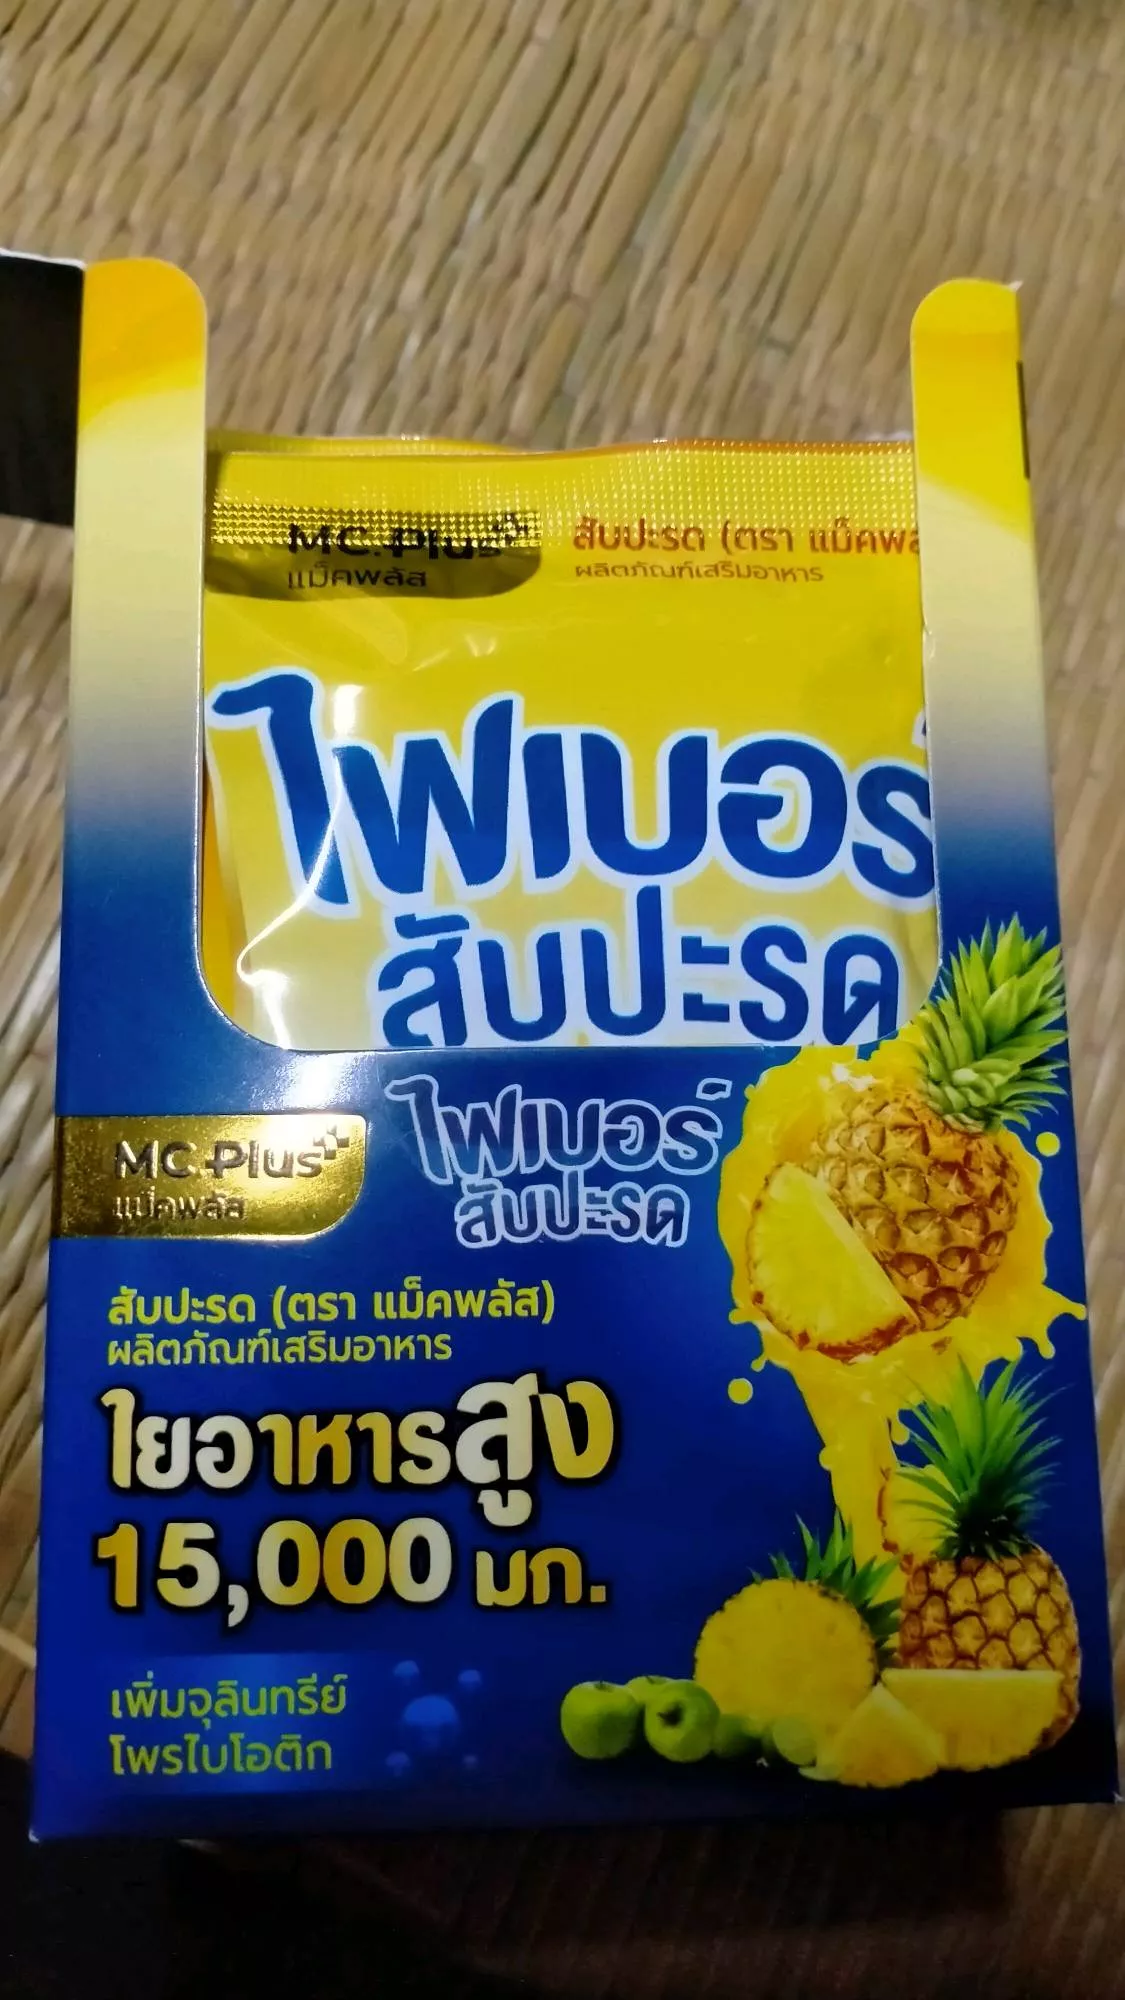 MC.Plus
แม็คพลัส
สับปะรด (ตรา แม็คพลั
ผลิตภัณฑ์เสริมอาหาร
ไฟเบอร์
สับปะรด
ไฟเบอร์
สับปะรด
MC.Plus
แม็คพลัส
สับปะรด (ตรา แม็คพลัส)
ผลิตภัณฑ์เสริมอาหาร
ใยอาหารสูง
15,000 มก.
เพิ่มจุลินทรีย์
โพรไบโอติก